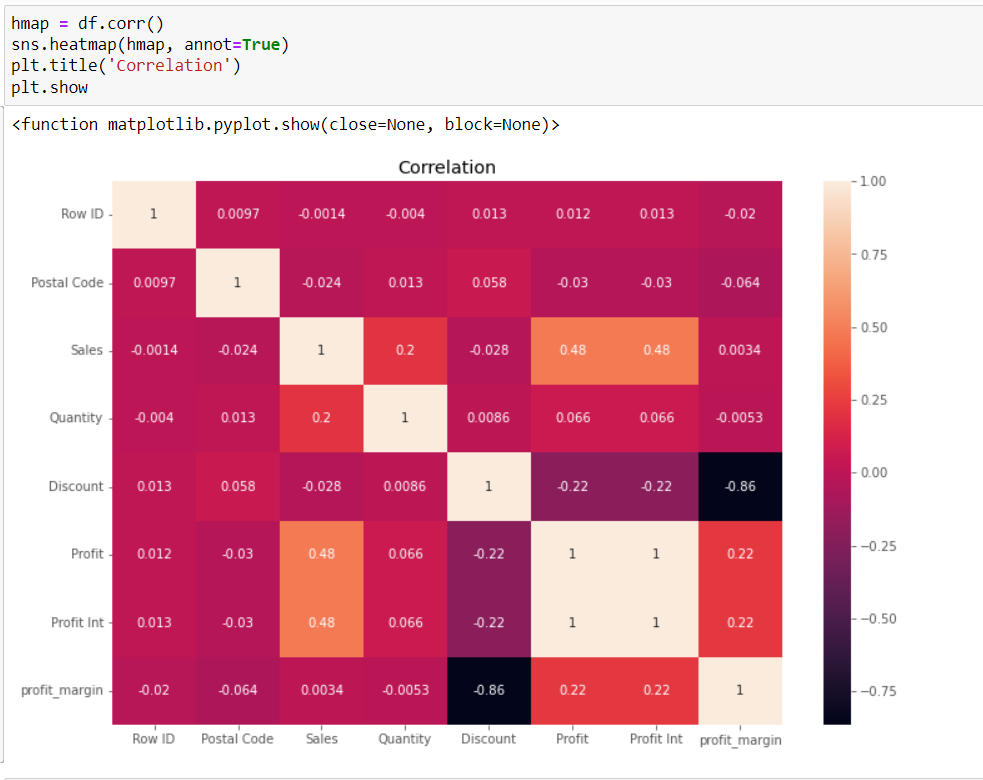 hmap = df.corr()
sns.heatmap(hmap, annot=True)
plt.title('Correlation')
plt.show
<function matplotlib.pyplot.show(close=None, block=None)>
Correlation
Row ID 1 0.0097 -0.0014 -0.004 0.013 0.012 0.013 -0.02
Postal Code 0.0097 1 -0.024 0.013 0.058 -0.03 -0.03 -0.064
Sales -0.0014 -0.024 1 0.2 -0.028 0.48 0.48 0.0034
Quantity -0.004 0.013 0.2 1 0.0086 0.066 0.066 -0.0053
Discount 0.013 0.058 -0.028 0.0086 1 -0.22 -0.22 -0.86
Profit 0.012 -0.03 0.48 0.066 -0.22 1 1 0.22
Profit Int 0.013 -0.03 0.48 0.066 -0.22 1 1 0.22
profit_margin -0.02 -0.064 0.0034 -0.0053 -0.86 0.22 0.22 1
Row ID Postal Code Sales Quantity Discount Profit Profit Int profit_margin
1.00
0.75
0.50
0.25
0.00
−0.25
−0.50
−0.75